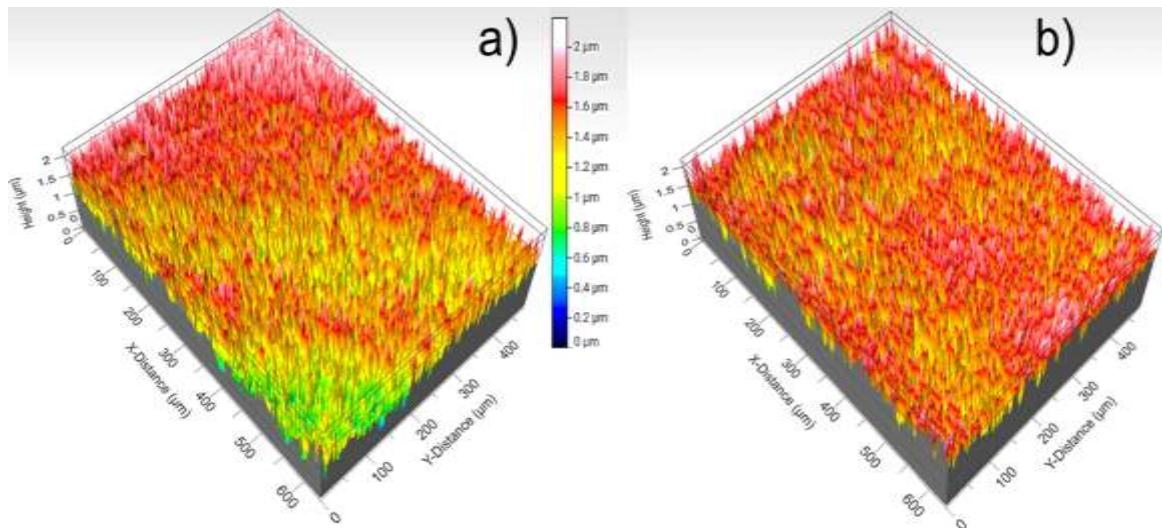 a)
2 µm
1.8 µm
1.6 µm
1.4 µm
1.2 µm
1 µm
0.8 µm
0.6 µm
0.4 µm
0.2 µm
0 µm
Height (µm)
2
1.5
1
0.5
0
0
0
100
200
300
400
500
600
X-Distance (µm)
0
100
200
300
400
Y-Distance (µm)
b)
Height (µm)
2
1.5
1
0.5
0
0
100
200
300
400
500
600
X-Distance (µm)
0
100
200
300
400
Y-Distance (µm)